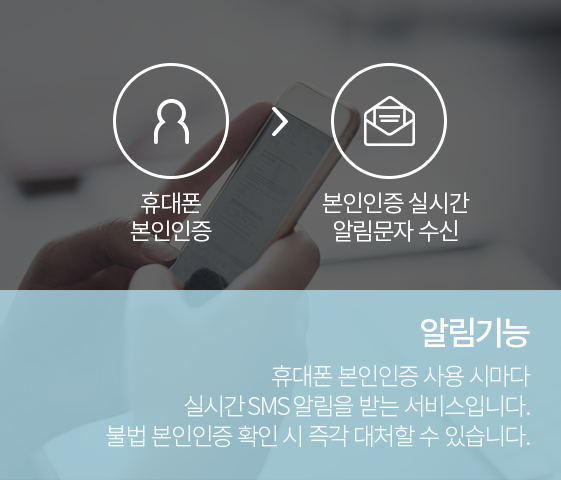 휴대폰
본인인증
본인인증 실시간
알림문자 수신
알림기능
휴대폰 본인인증 사용 시마다
실시간 SMS 알림을 받는 서비스입니다.
불법 본인인증 확인 시 즉각 대처할 수 있습니다.